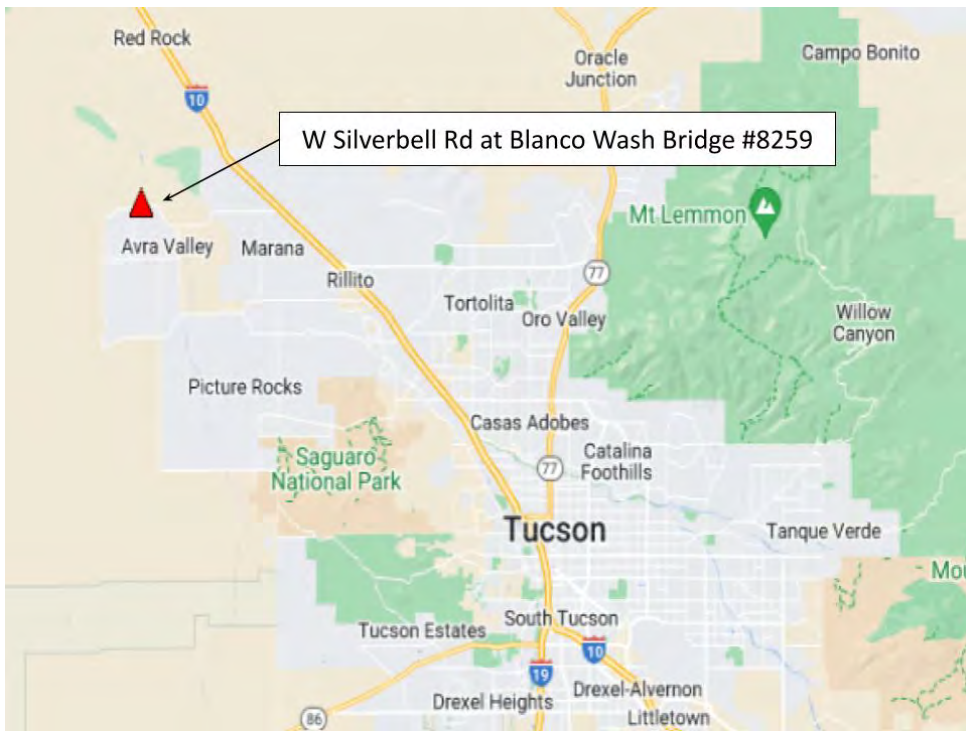 Red Rock
Campo Bonito
Oracle
Junction
10
W Silverbell Rd at Blanco Wash Bridge #8259
Mt Lemmon
Avra Valley
Marana
77
Rillito
Tortolita
Oro Valley
Willow
Canyon
Picture Rocks
Casas Adobes
Saguaro
National Park
77
Catalina
Foothills
Tucson
Tanque Verde
Mou
South Tucson
Tucson Estates
10
19
Drexel Heights
Drexel-Alvernon
86
Littletown